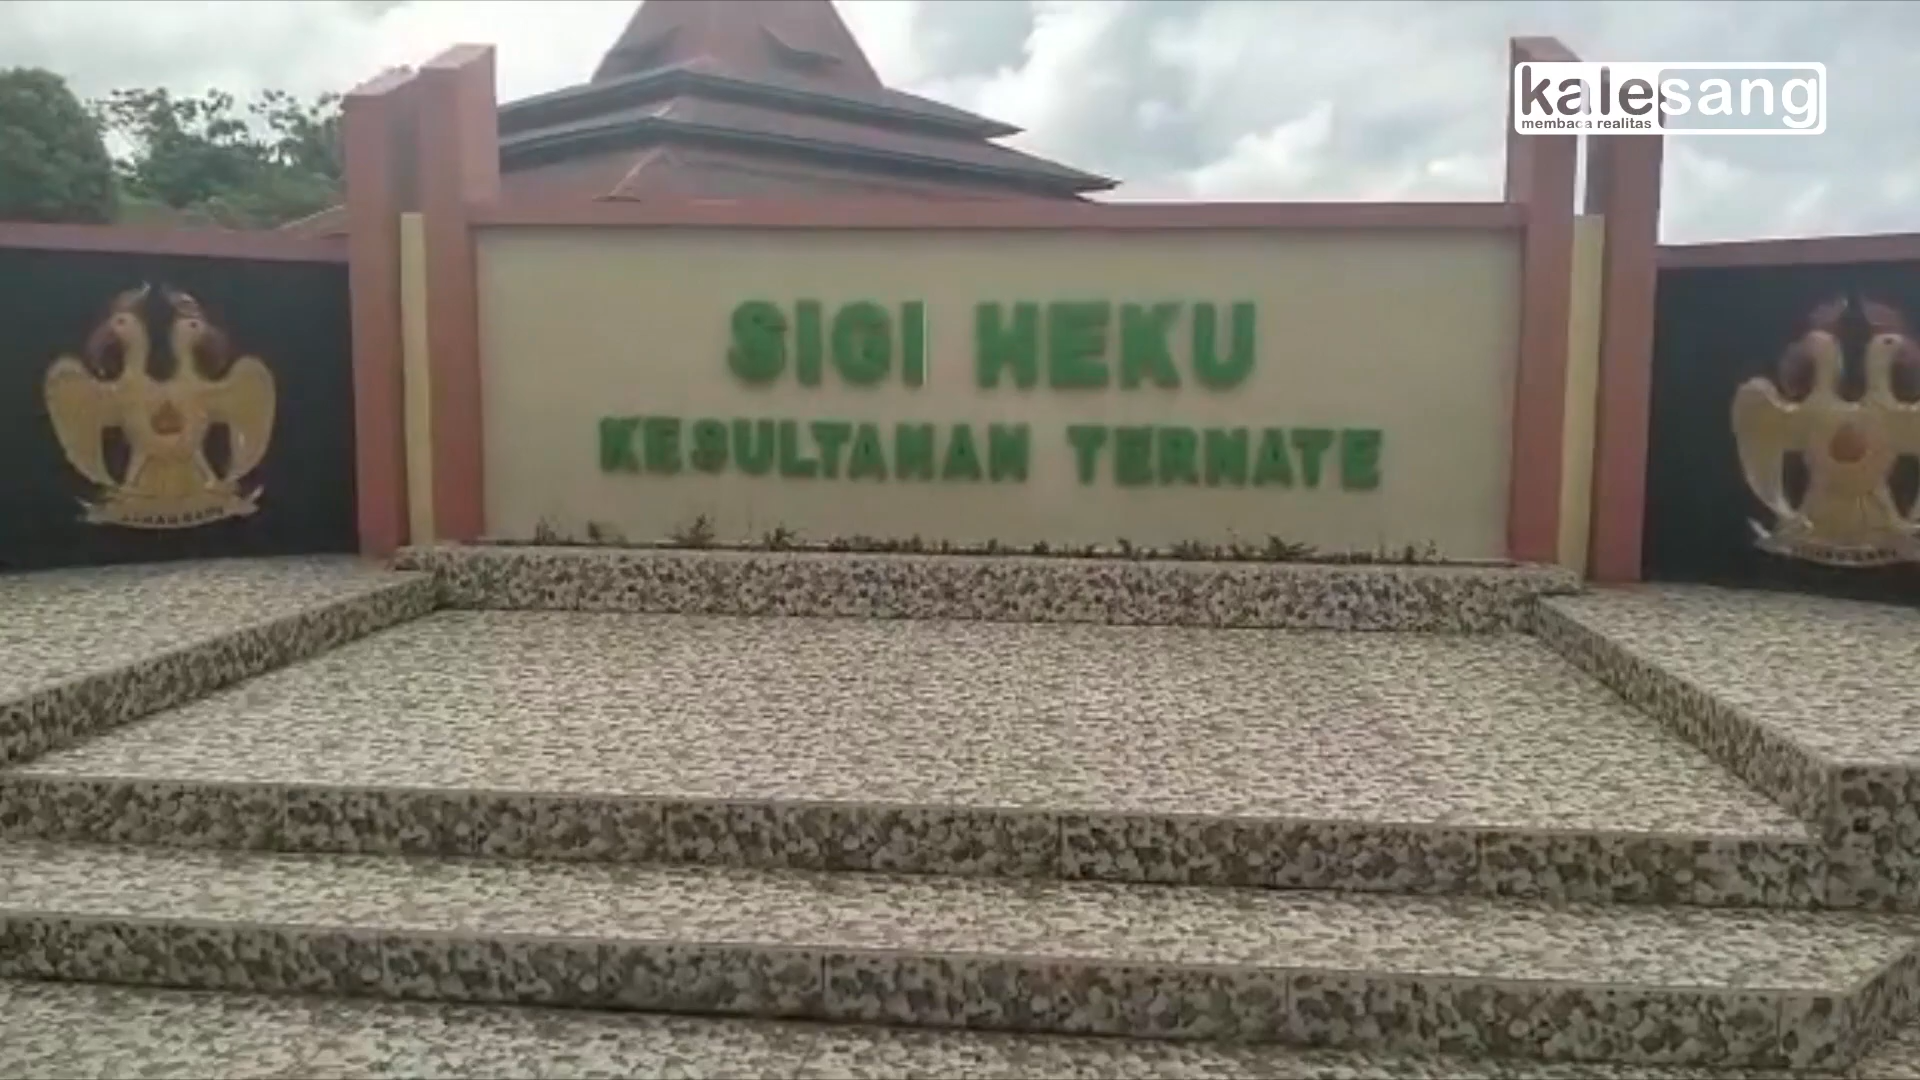 kalesang
membaca realitas
SIGI HEKU
KESULTANAN TERNATE